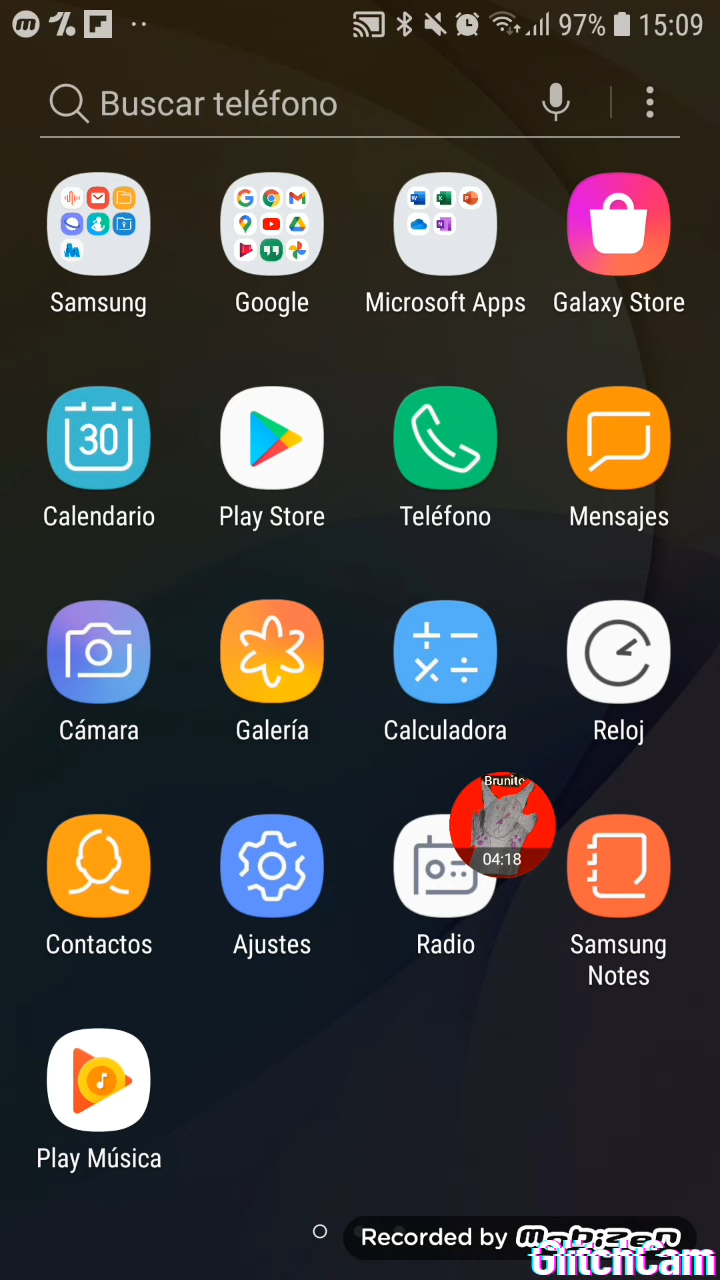 97% 15:09
Buscar teléfono
Samsung Google Microsoft Apps Galaxy Store
30
Calendario Play Store Teléfono Mensajes
Cámara Galería Calculadora Reloj
Brunito
04:18
Contactos Ajustes Radio Samsung Notes
Play Música
Recorded by Mobizen
GlitchCam